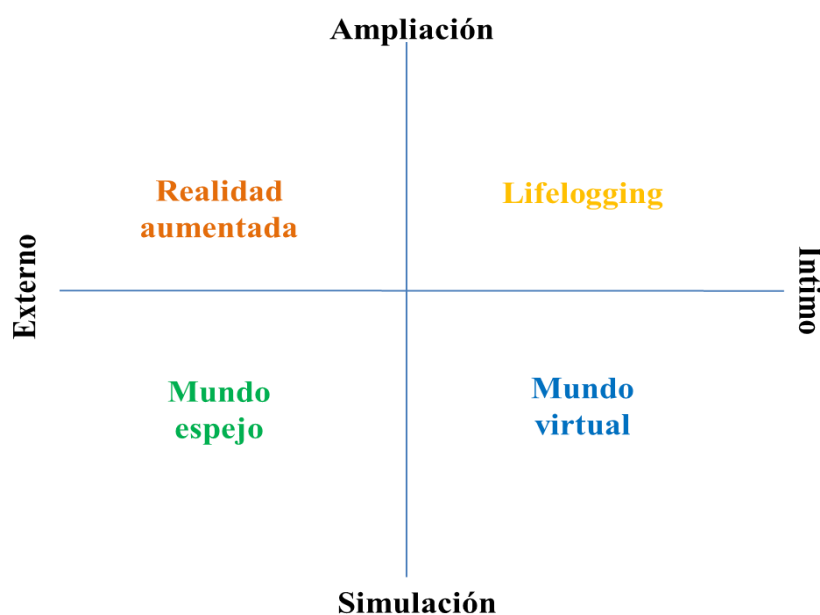 Ampliación
Realidad
aumentada
Lifelogging
Externo
Intimo
Mundo
espejo
Mundo
virtual
Simulación